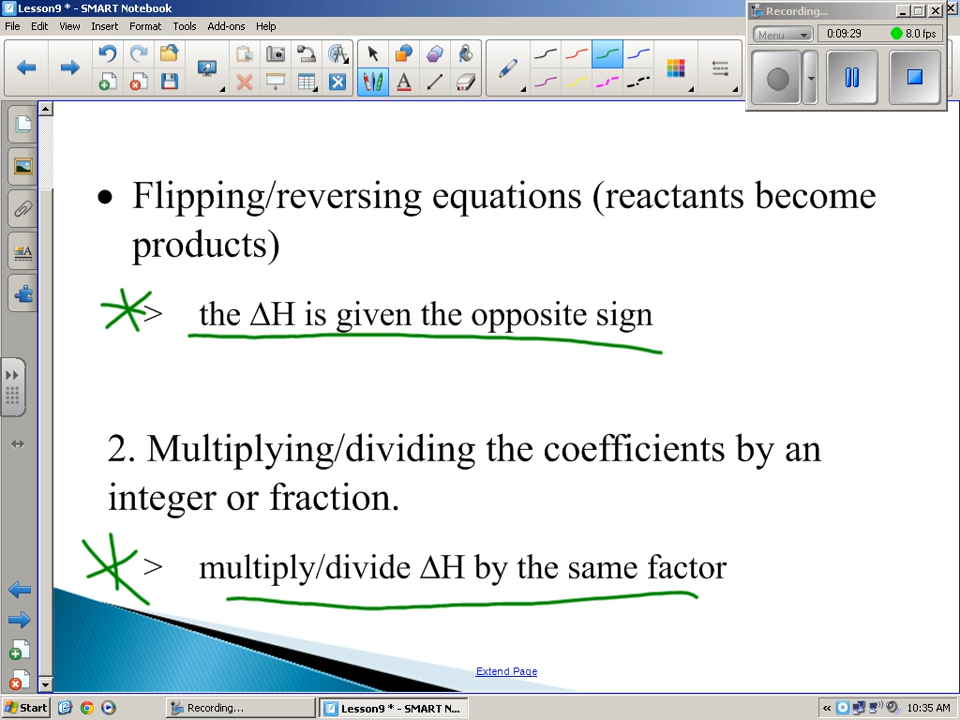 Lesson9 * - SMART Notebook
File Edit View Insert Format Tools Add-ons Help
Recording...
Menu 0:09:29 8.0 fps
• Flipping/reversing equations (reactants become
products)
> the ∆H is given the opposite sign
2. Multiplying/dividing the coefficients by an
integer or fraction.
> multiply/divide ∆H by the same factor
Extend Page
Start Recording... Lesson9 * - SMART N... « 10:35 AM